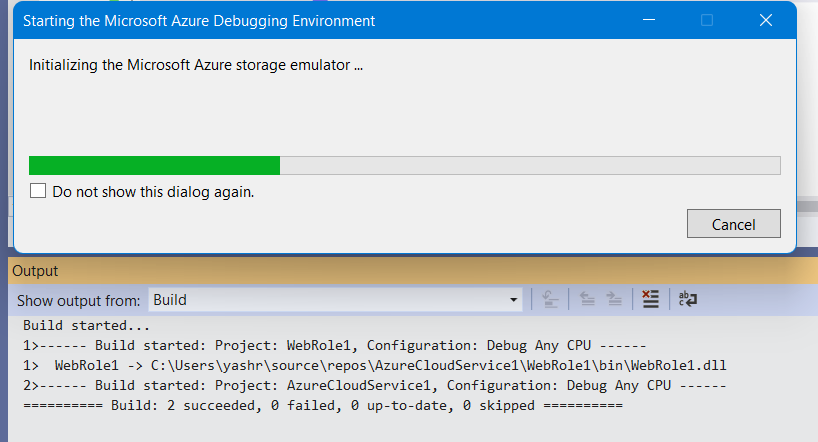 Starting the Microsoft Azure Debugging Environment
Initializing the Microsoft Azure storage emulator ...
Do not show this dialog again.
Cancel
Output
Show output from: Build
Build started...
1>------ Build started: Project: WebRole1, Configuration: Debug Any CPU ------
1>  WebRole1 -> C:\Users\yashr\source\repos\AzureCloudService1\WebRole1\bin\WebRole1.dll
2>------ Build started: Project: AzureCloudService1, Configuration: Debug Any CPU ------
========== Build: 2 succeeded, 0 failed, 0 up-to-date, 0 skipped ==========